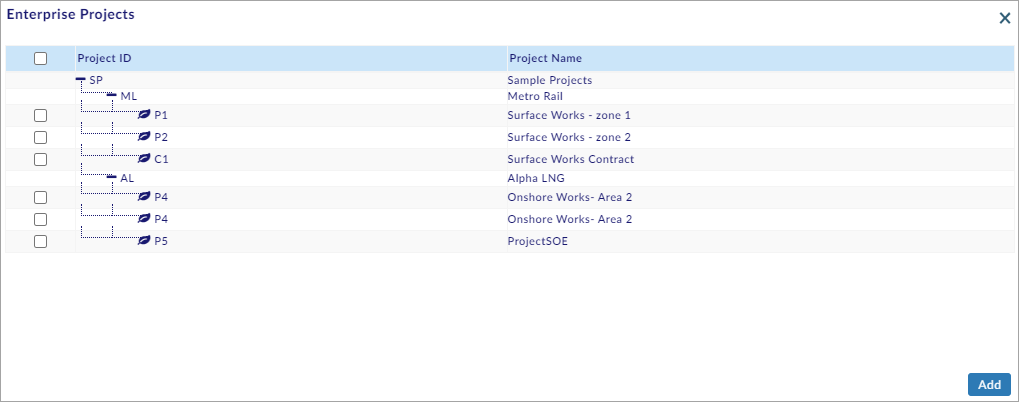 Enterprise Projects
Project ID Project Name
SP Sample Projects
ML Metro Rail
P1 Surface Works - zone 1
P2 Surface Works - zone 2
C1 Surface Works Contract
AL Alpha LNG
P4 Onshore Works- Area 2
P4 Onshore Works- Area 2
P5 ProjectSOE
Add